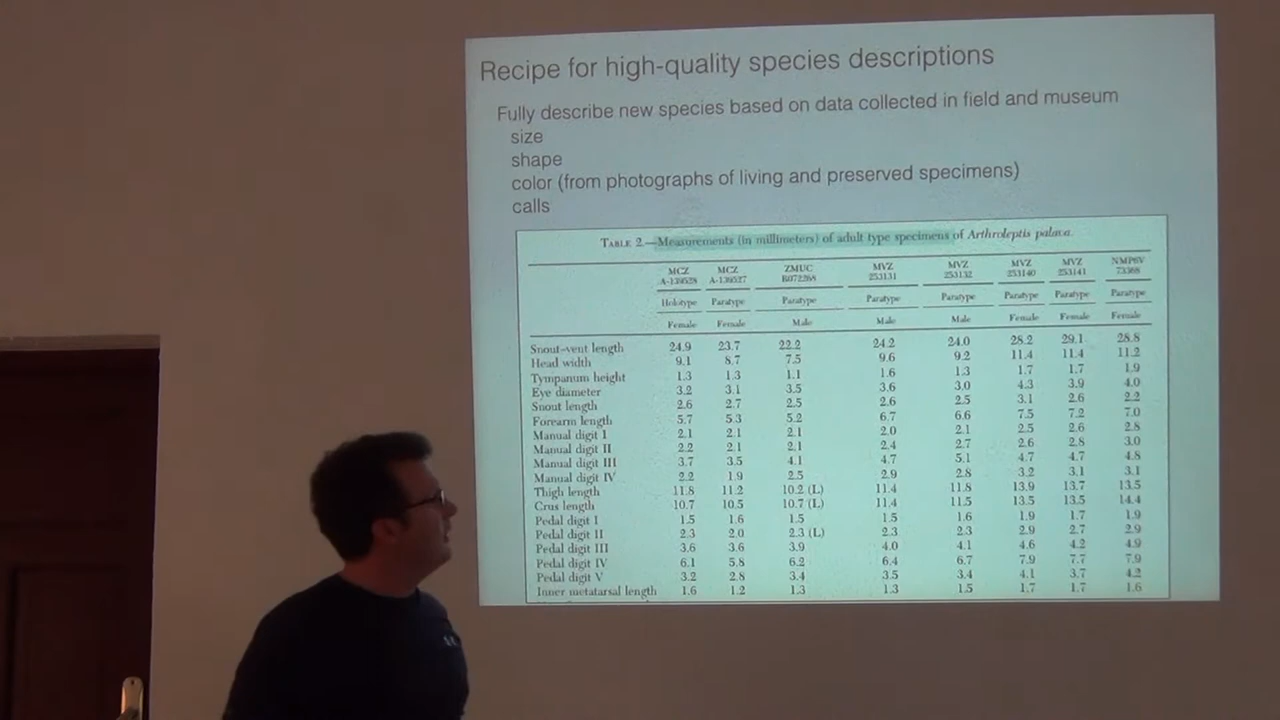 Recipe for high-quality species descriptions
Fully describe new species based on data collected in field and museum
size
shape
color (from photographs of living and preserved specimens)
calls
TABLE 2.—Measurements (in millimeters) of adult type specimens of Arthroleptis palava.
MCZ MCZ ZMUC MVZ MVZ MVZ MVZ NMP6V
A-136528 A-136527 253131 253132 253140 253141
Holotype Paratype Paratype Paratype Paratype Paratype Paratype Paratype
Female Female Male Male Male Female Female Female
Snout–vent length 24.9 23.7 22.2 24.2 24.0 28.2 29.1 28.8
Head width 9.1 8.7 7.5 9.6 9.2 11.4 11.4 11.2
Tympanum height 1.3 1.3 1.1 1.6 1.3 1.7 1.7 1.9
Eye diameter 3.2 3.1 3.5 3.6 3.0 4.3 3.9 4.0
Snout length 2.6 2.7 2.5 2.6 2.5 3.1 2.6 2.2
Forearm length 5.7 5.3 5.2 6.7 6.6 7.5 7.2 7.0
Manual digit I 2.1 2.1 2.1 2.0 2.1 2.5 2.6 2.8
Manual digit II 2.2 2.1 2.1 2.4 2.7 2.6 2.8 3.0
Manual digit III 3.7 3.5 4.1 4.7 5.1 4.7 4.7 4.8
Manual digit IV 2.2 1.9 2.5 2.9 2.8 3.2 3.1 3.1
Thigh length 11.8 11.2 10.2 (L) 11.4 11.8 13.9 13.7 13.5
Crus length 10.7 10.5 10.7 (L) 11.4 11.5 13.5 13.5 14.4
Pedal digit I 1.5 1.6 1.5 1.5 1.6 1.9 1.7 1.9
Pedal digit II 2.3 2.0 2.3 (L) 2.3 2.3 2.9 2.7 2.9
Pedal digit III 3.6 3.6 3.9 4.0 4.1 4.6 4.2 4.9
Pedal digit IV 6.1 5.8 6.2 6.4 6.7 7.9 7.7 7.9
Pedal digit V 3.2 2.8 3.4 3.5 3.4 4.1 3.7 4.2
Inner metatarsal length 1.6 1.2 1.3 1.3 1.5 1.7 1.7 1.6